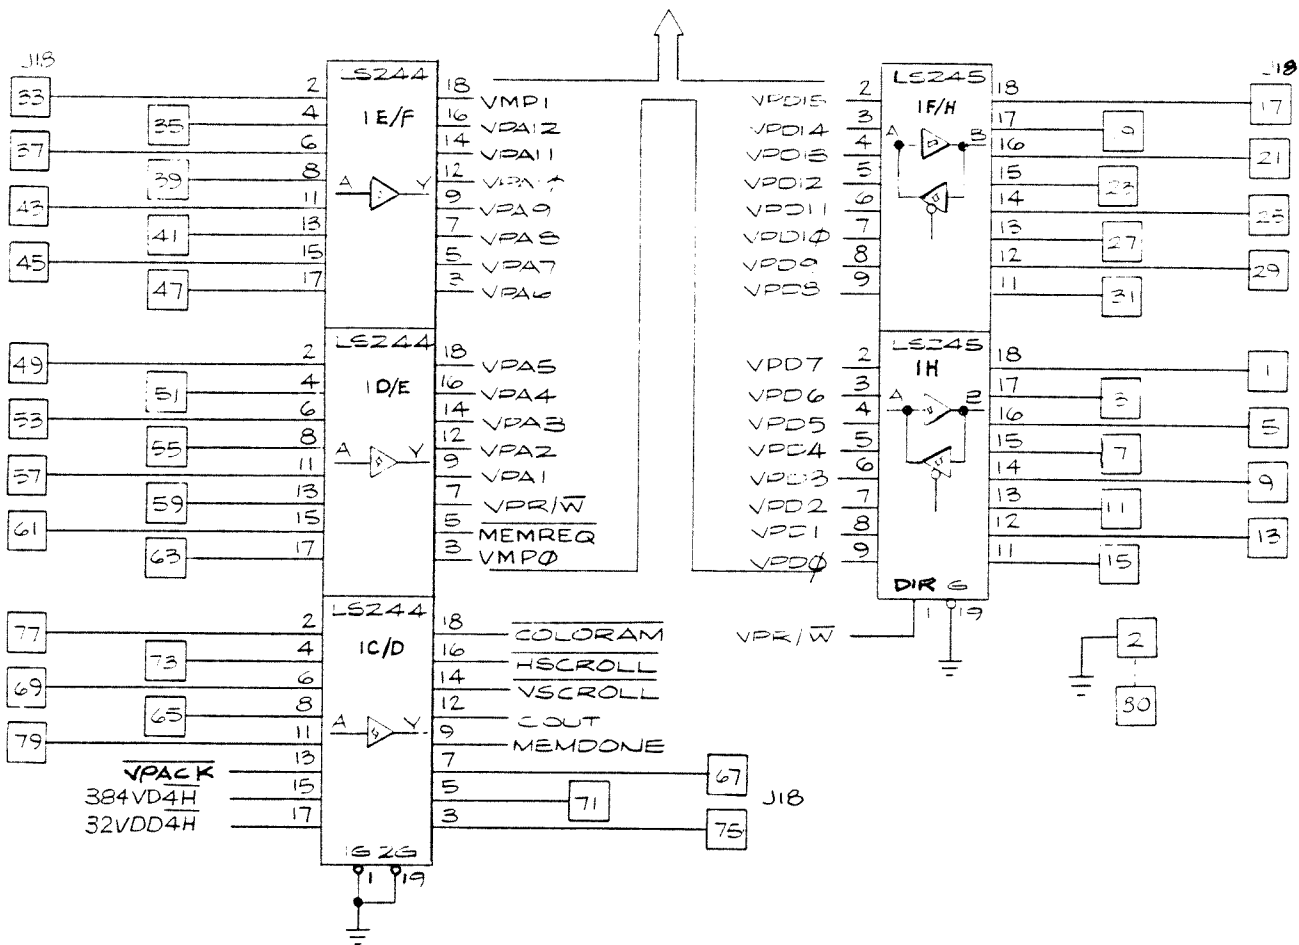 J18
33 2 LS244 18 VMP1
35 4 1E/F 16 VPA12
37 6 14 VPA11
39 8 A Y 12
43 11 9 VPA9
41 13 7 VPA8
45 15 5 VPA7
47 17 3 VPA6
49 2 LS244 18 VPA5
51 4 1D/E 16 VPA4
53 6 14 VPA3
55 8 A Y 12 VPA2
57 11 9 VPA1
59 13 7 VPR/W
61 15 5 MEMREQ
63 17 3 VMPØ
77 2 LS244 18 COLORAM
73 4 1C/D 16 HSCROLL
69 6 14 VSCROLL
65 8 A Y 12 COUT
79 11 9 MEMDONE
VPACK 13 7 67
384VD4H 15 5 71 J18
32VDD4H 17 3 75
1G 2G
1 19
J18
VPD15 2 LS245 18 17
VPD14 3 1F/H 17 19
VPD13 4 A B 16 21
VPD12 5 15 23
VPD11 6 14 25
VPD1Ø 7 13 27
VPD9 8 12 29
VPD8 9 11 31
VPD7 2 LS245 18 1
VPD6 3 1H 17 3
VPD5 4 A B 16 5
VPD4 5 15 7
VPD3 6 14 9
VPD2 7 13 11
VPD1 8 12 13
VPDØ 9 11 15
DIR G
1 19
VPR/W
2
80